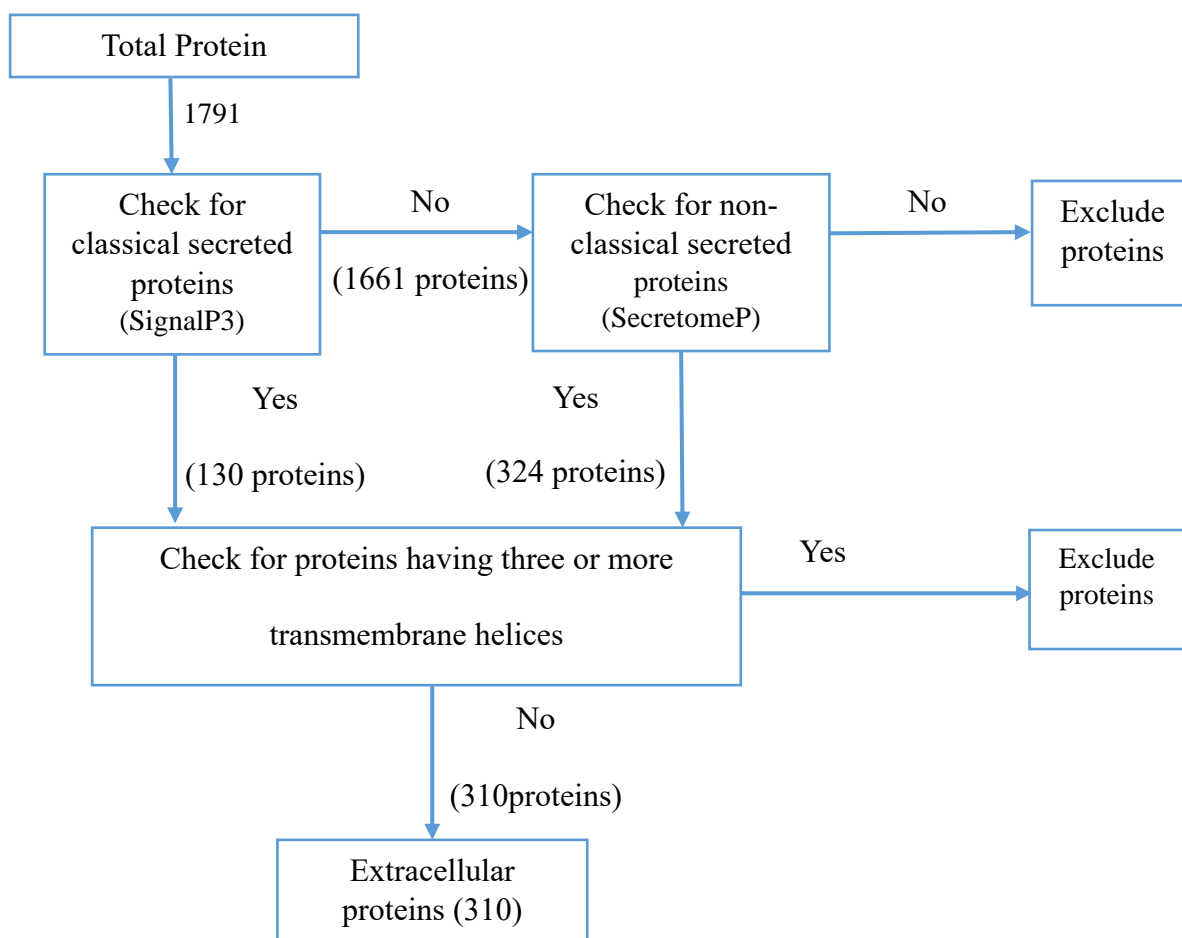 Total Protein
1791
Check for
classical secreted
proteins
(SignalP3)
No
(1661 proteins)
Check for non-
classical secreted
proteins
(SecretomeP)
No
Exclude
proteins
Yes
(130 proteins)
Yes
(324 proteins)
Check for proteins having three or more
transmembrane helices
Yes
Exclude
proteins
No
(310proteins)
Extracellular
proteins (310)